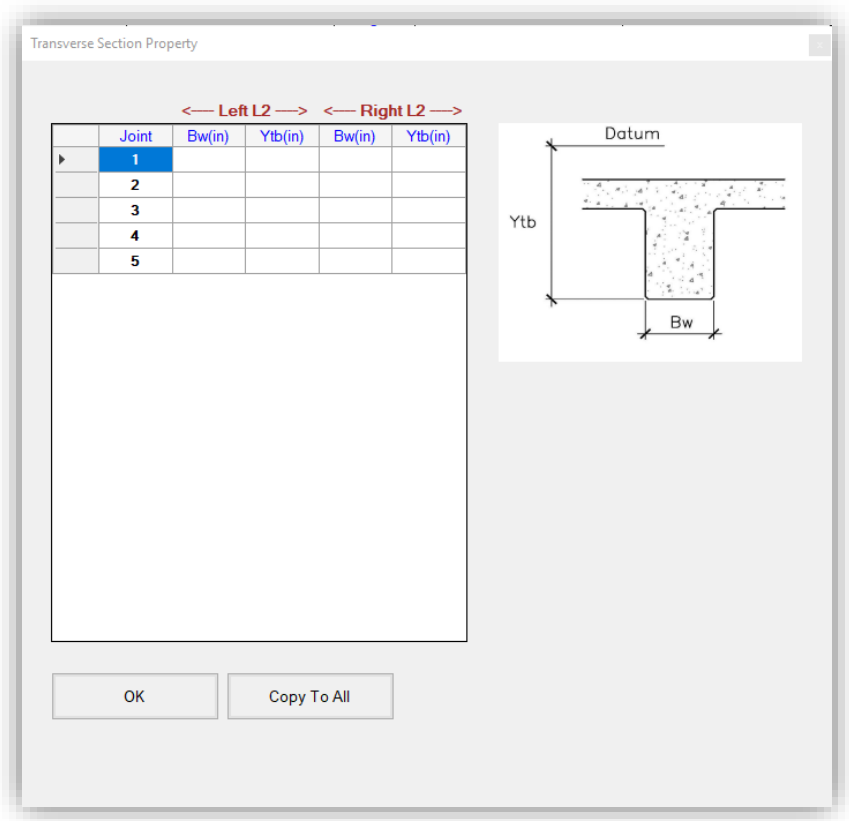 Transverse Section Property
x
<---- Left L2 ----> <---- Right L2 ---->
Joint Bw(in) Ytb(in) Bw(in) Ytb(in)
1
2
3
4
5
Datum
Ytb
Bw
OK Copy To All